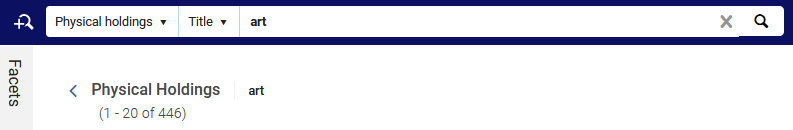 Physical holdings Title art
Facets
Physical Holdings art
(1 - 20 of 446)